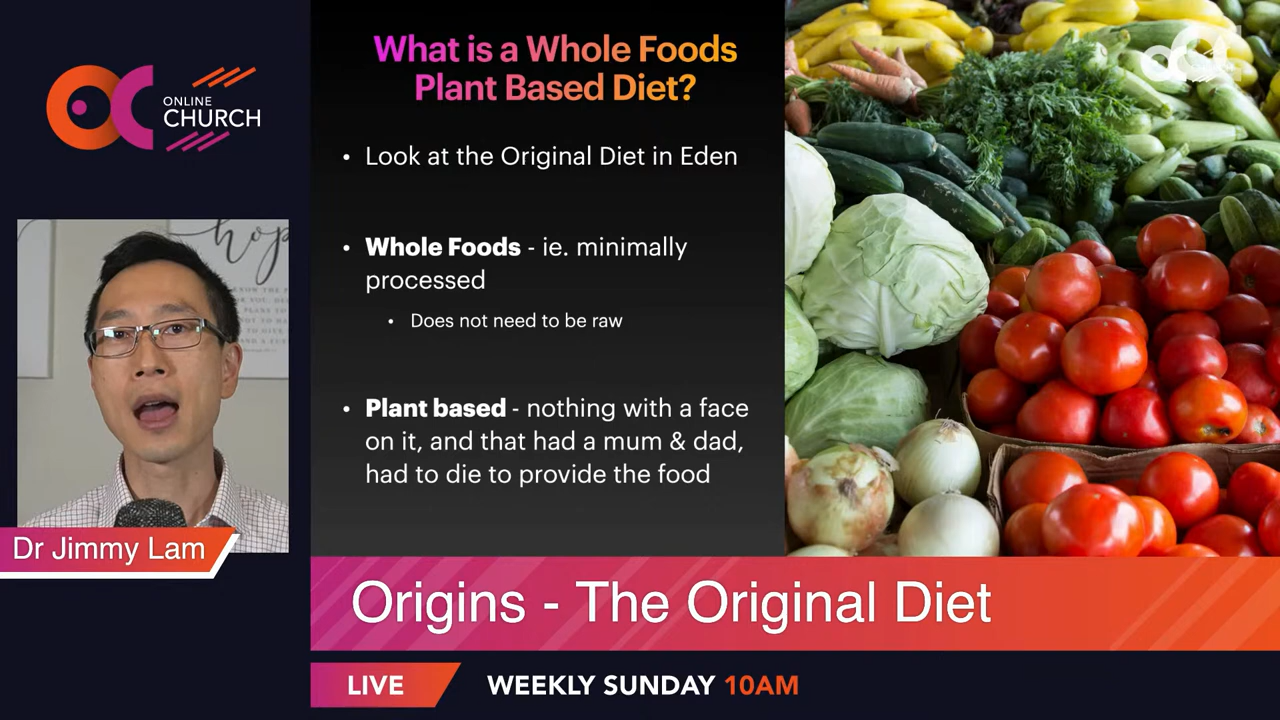 ONLINE
CHURCH
What is a Whole Foods
Plant Based Diet?
• Look at the Original Diet in Eden
• Whole Foods - ie. minimally
processed
• Does not need to be raw
• Plant based - nothing with a face
on it, and that had a mum & dad,
had to die to provide the food
hop
Dr Jimmy Lam
Origins - The Original Diet
LIVE
WEEKLY SUNDAY 10AM